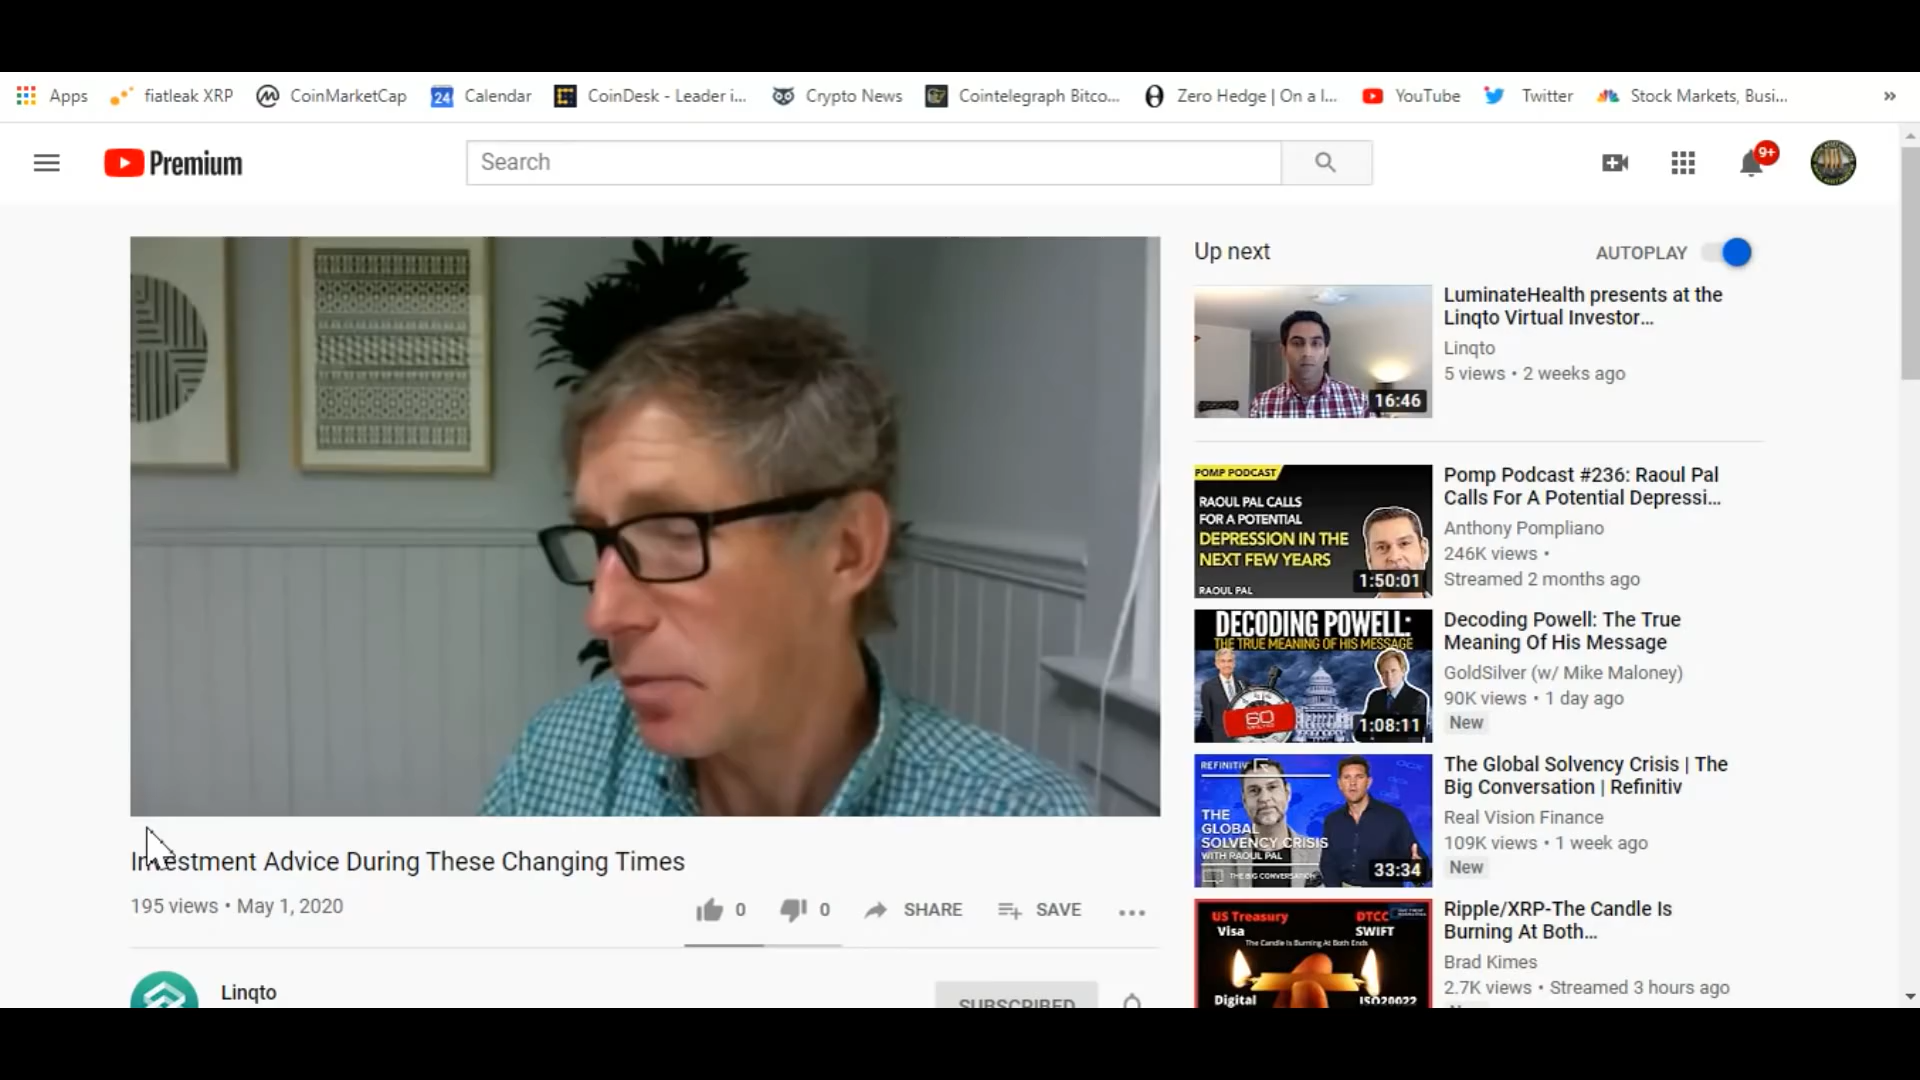 Apps fiatleak XRP CoinMarketCap 24 Calendar CoinDesk - Leader i... Crypto News Cointelegraph Bitco... Zero Hedge | On a l... YouTube Twitter Stock Markets, Busi... »
Premium
Search
9+
Investment Advice During These Changing Times
195 views • May 1, 2020
0 0 SHARE SAVE
Linqto
SUBSCRIBED
Up next
AUTOPLAY
16:46
LuminateHealth presents at the
Linqto Virtual Investor...
Linqto
5 views • 2 weeks ago
POMP PODCAST
RAOUL PAL CALLS
FOR A POTENTIAL
DEPRESSION IN THE
NEXT FEW YEARS
RAOUL PAL
1:50:01
Pomp Podcast #236: Raoul Pal
Calls For A Potential Depressi...
Anthony Pompliano
246K views •
Streamed 2 months ago
DECODING POWELL:
THE TRUE MEANING OF HIS MESSAGE
60
1:08:11
Decoding Powell: The True
Meaning Of His Message
GoldSilver (w/ Mike Maloney)
90K views • 1 day ago
New
REFINITIV
THE
GLOBAL
SOLVENCY CRISIS
WITH RAOUL PAL
THE BIG CONVERSATION
33:34
The Global Solvency Crisis | The
Big Conversation | Refinitiv
Real Vision Finance
109K views • 1 week ago
New
US Treasury
Visa
DTCC
SWIFT
The Candle Is Burning At Both Ends
Digital
ISO20022
Ripple/XRP-The Candle Is
Burning At Both...
Brad Kimes
2.7K views • Streamed 3 hours ago